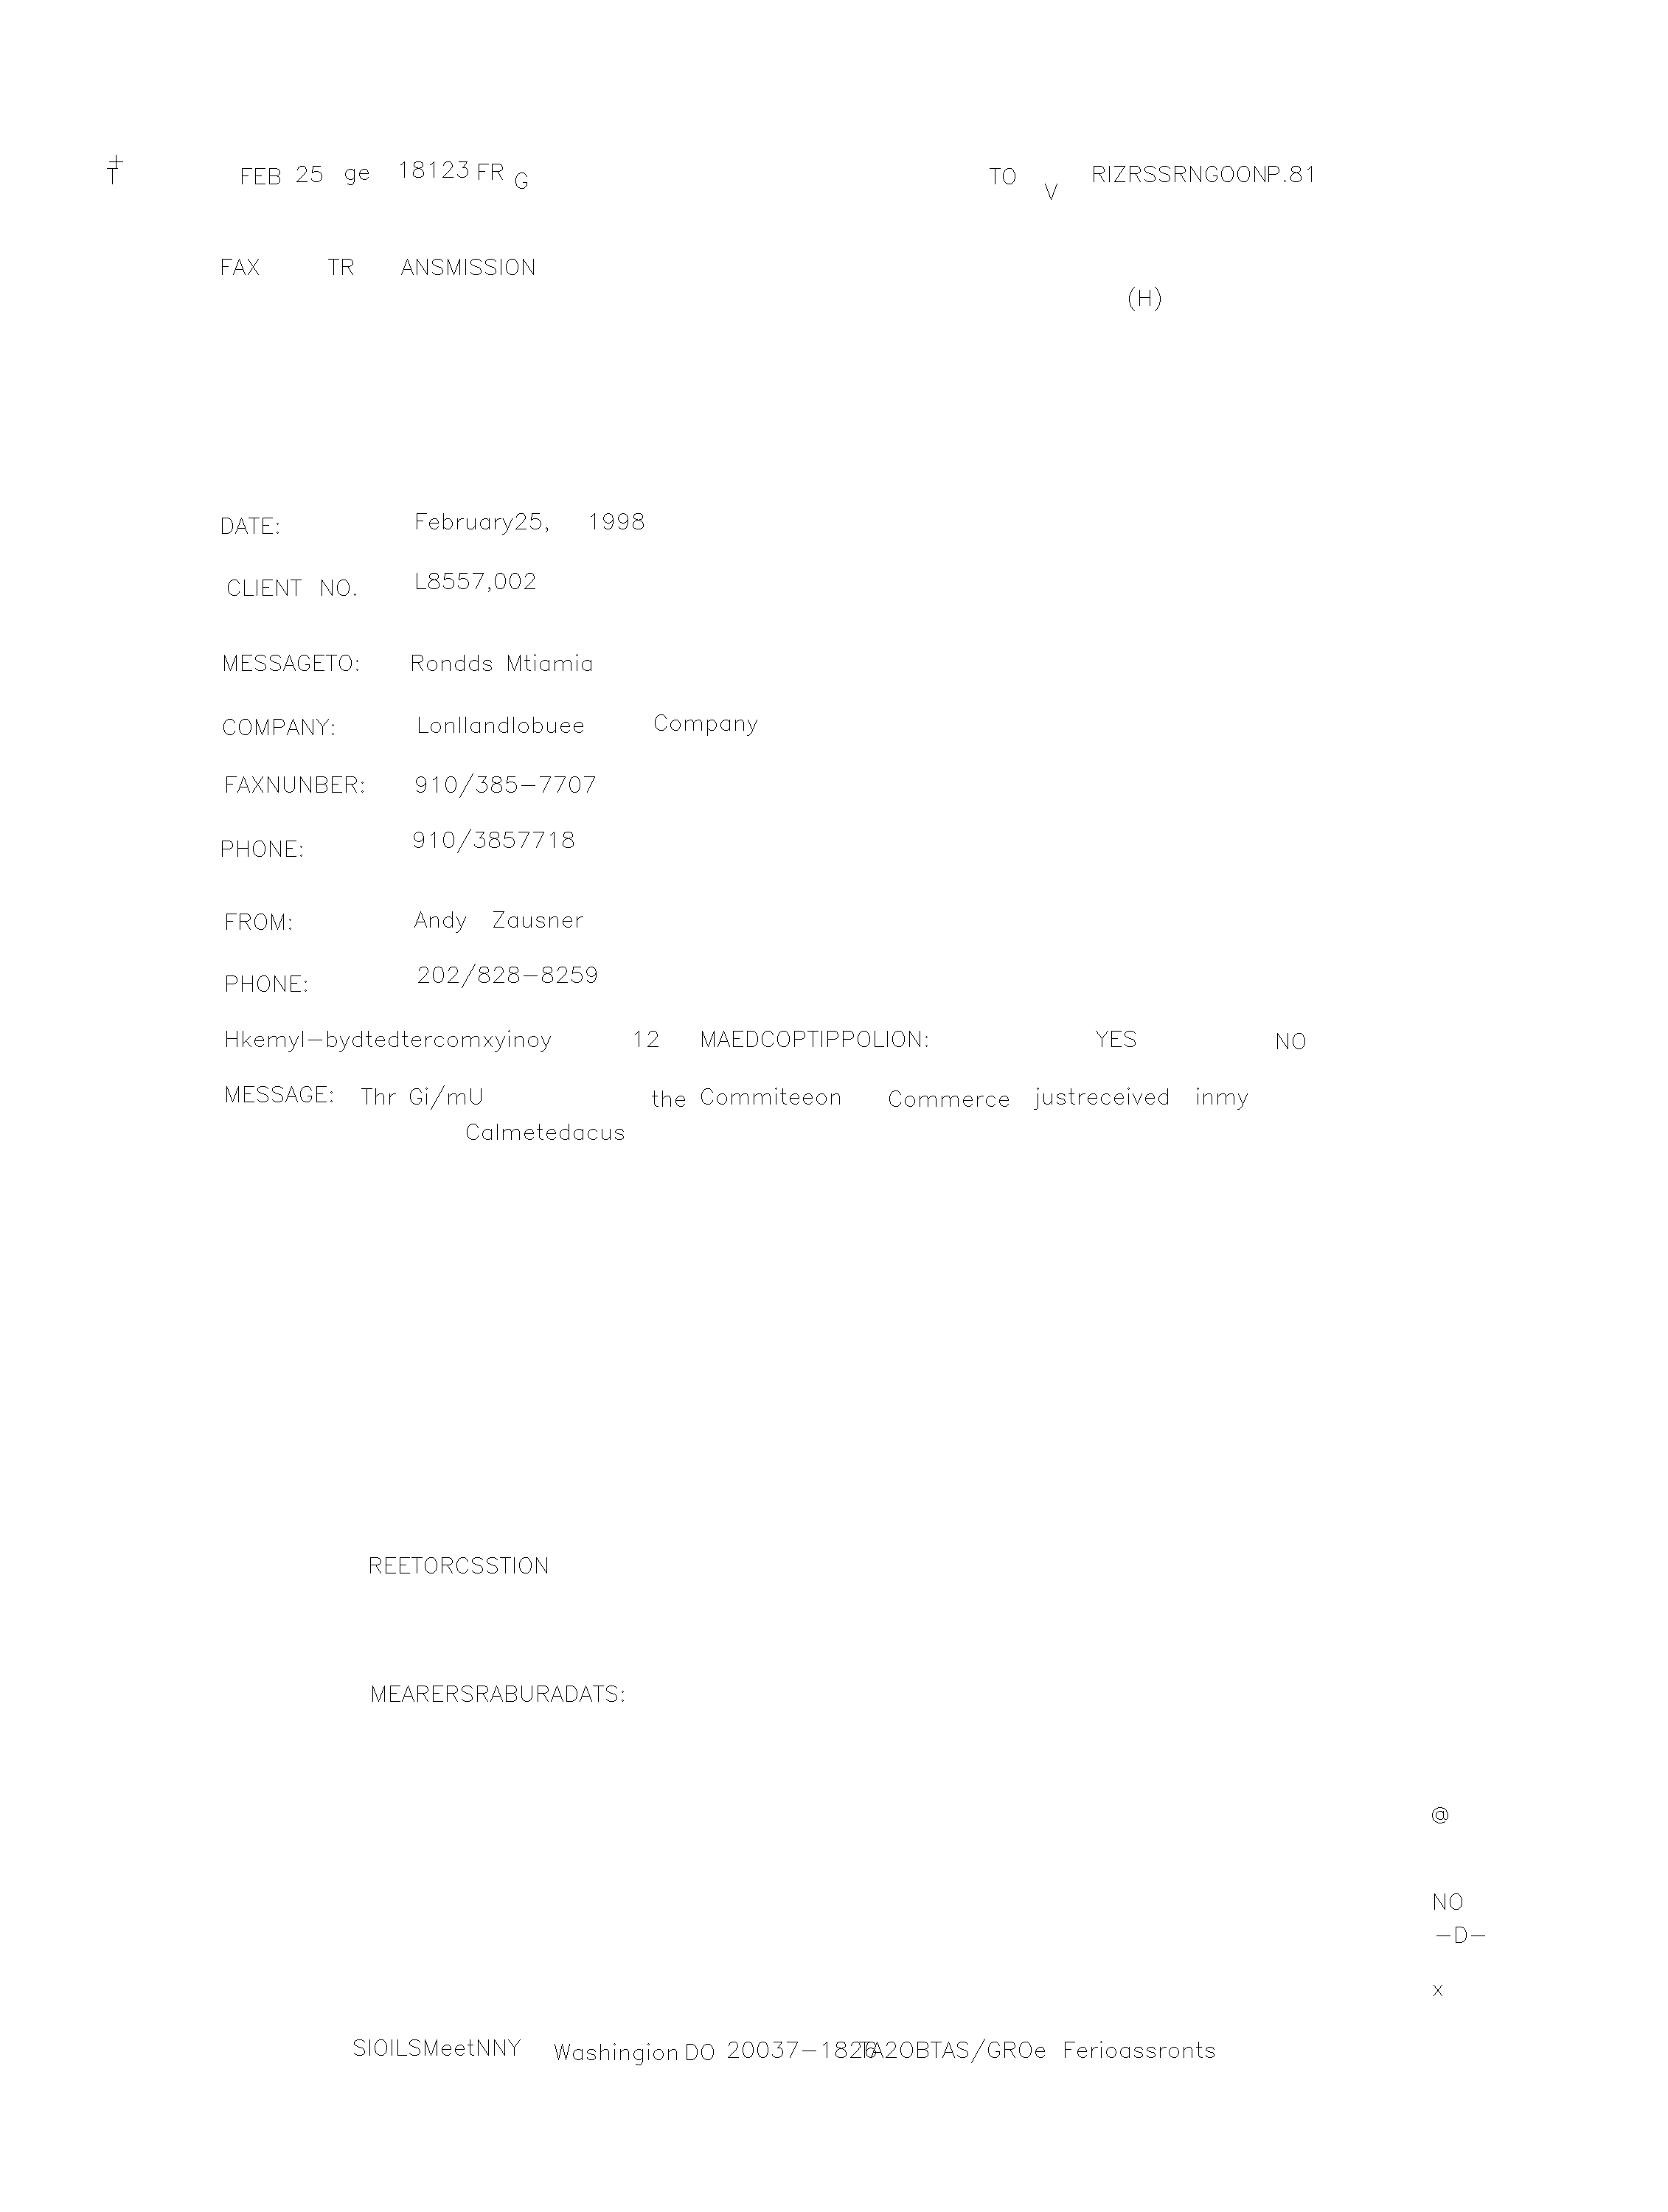 ‡
T FEB 25 ge 18123 FR G TO V RIZRSSRNGOONP.81
FAX TR ANSMISSION
(H)
DATE: February25, 1998
CLIENT NO. L8557,002
MESSAGETO: Rondds Mtiamia
COMPANY: Lonllandlobuee Company
FAXNUNBER: 910/385-7707
PHONE: 910/3857718
FROM: Andy Zausner
PHONE: 202/828-8259
Hkemyl-bydtedtercomxyinoy 12 MAEDCOPTIPPOLION: YES NO
MESSAGE: Thr Gi/mU the Commiteeon Commerce justreceived inmy
Calmetedacus
REETORCSSTION
MEARERSRABURADATS:
@
NO
-D-
x
SIOILSMeetNNY Washingion DO 20037-1826 TA2OBTAS/GROe Ferioassronts